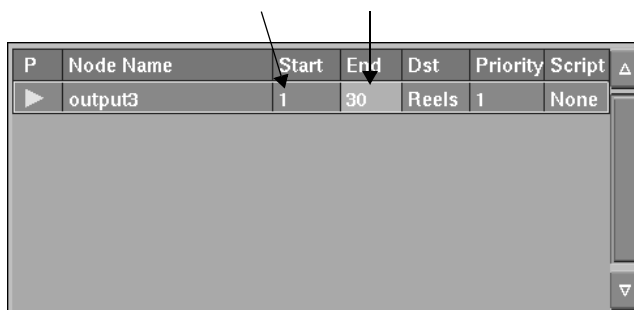 P Node Name Start End Dst Priority Script
output3 1 30 Reels 1 None